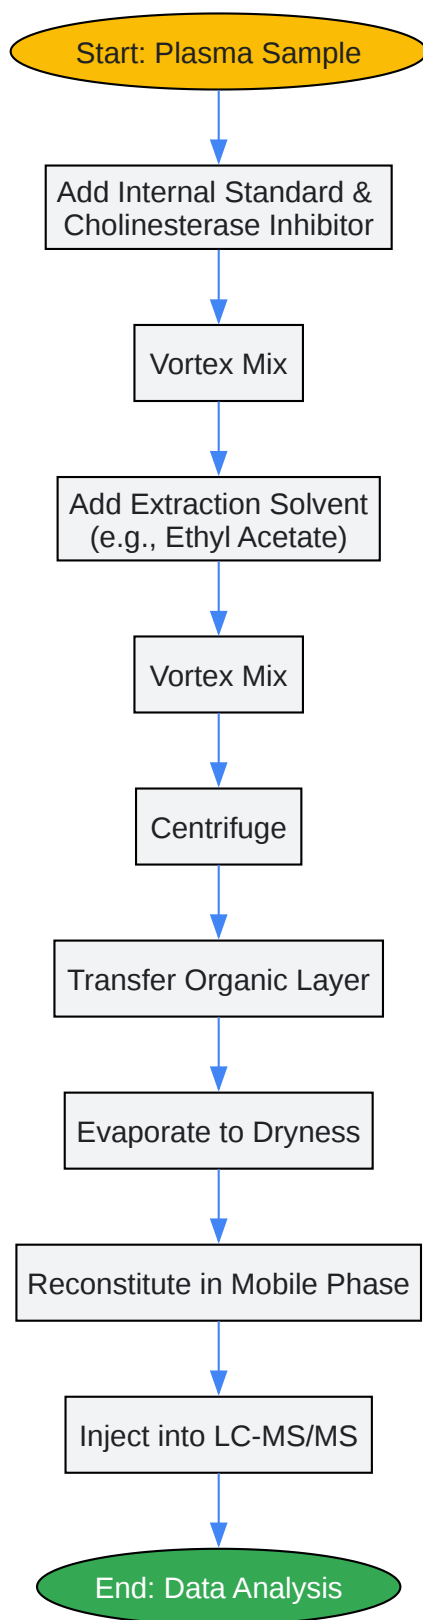 Start: Plasma Sample
Add Internal Standard &
Cholinesterase Inhibitor
Vortex Mix
Add Extraction Solvent
(e.g., Ethyl Acetate)
Vortex Mix
Centrifuge
Transfer Organic Layer
Evaporate to Dryness
Reconstitute in Mobile Phase
Inject into LC-MS/MS
End: Data Analysis